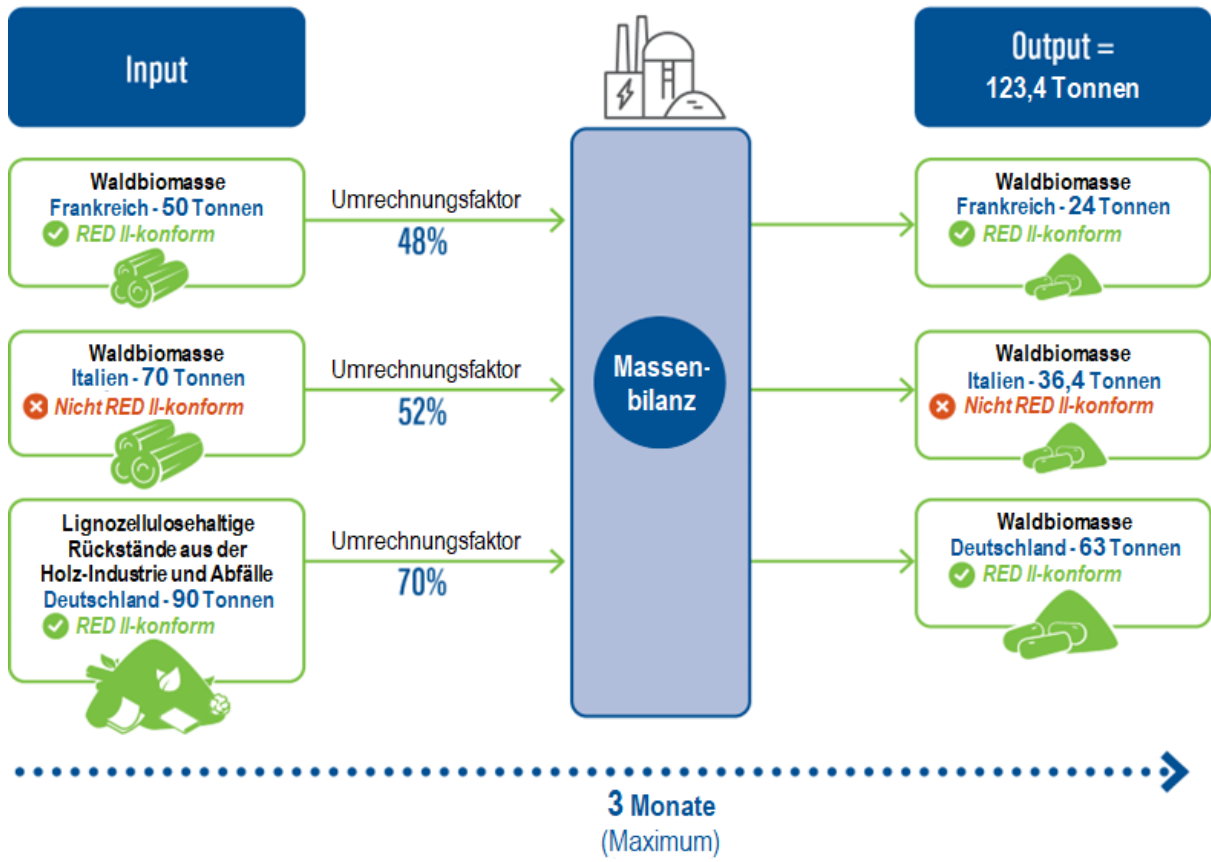 Input
Output =
123,4 Tonnen
Waldbiomasse
Frankreich - 50 Tonnen
RED II-konform
Umrechnungsfaktor
48%
Waldbiomasse
Frankreich - 24 Tonnen
RED II-konform
Waldbiomasse
Italien - 70 Tonnen
Nicht RED II-konform
Umrechnungsfaktor
52%
Massen-
bilanz
Waldbiomasse
Italien - 36,4 Tonnen
Nicht RED II-konform
Lignozellulosehaltige
Rückstände aus der
Holz-Industrie und Abfälle
Deutschland - 90 Tonnen
RED II-konform
Umrechnungsfaktor
70%
Waldbiomasse
Deutschland - 63 Tonnen
RED II-konform
3 Monate
(Maximum)